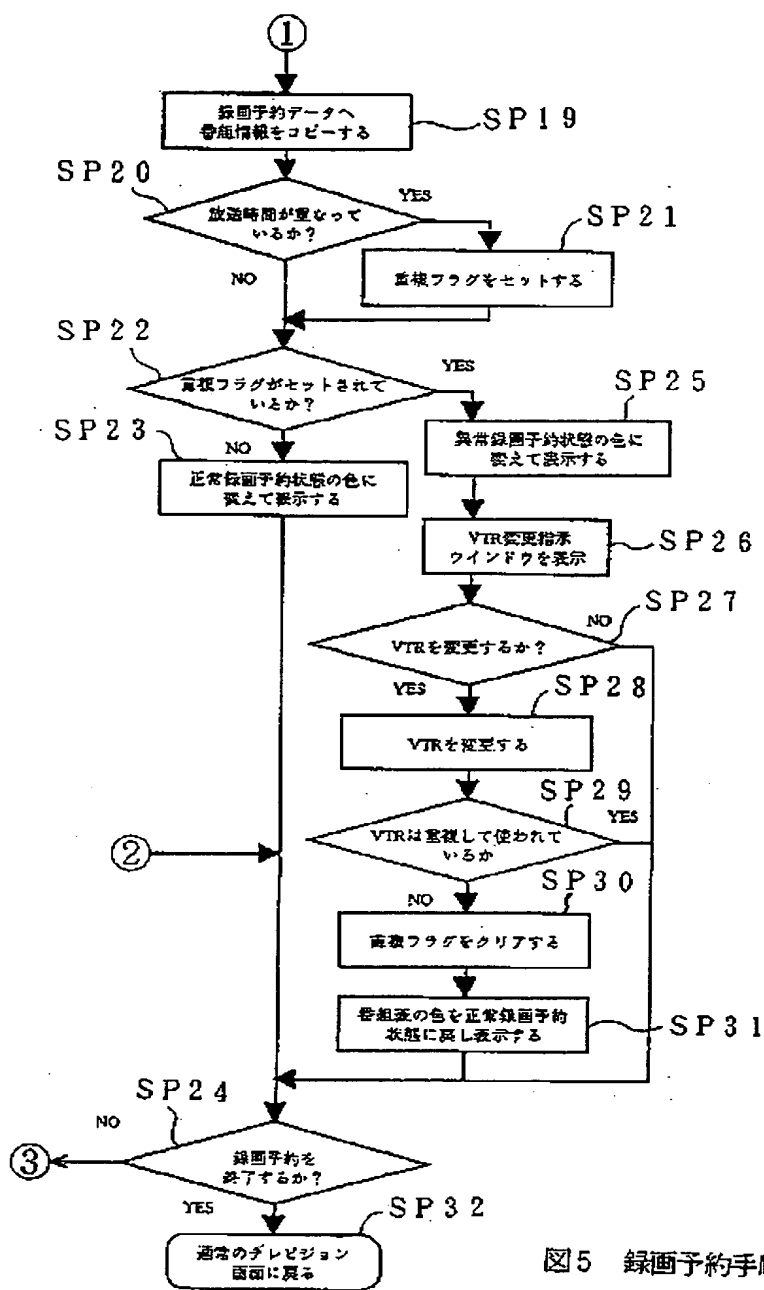 ①
録画予約データへ
番組情報をコピーする
SP19
SP20
放送時間が重なって
いるか?
YES
SP21
重複フラグをセットする
NO
SP22
重複フラグがセットされて
いるか?
YES
SP25
異常録画予約状態の色に
変えて表示する
SP23
NO
正常録画予約状態の色に
変えて表示する
VTR変更指示
ウインドウを表示
SP26
SP27
NO
VTRを変更するか?
YES
SP28
VTRを変更する
SP29
YES
VTRは重複して使われて
いるか
②
SP30
NO
重複フラグをクリアする
番組表の色を正常録画予約
状態に戻し表示する
SP31
SP24
NO
③
録画予約を
終了するか?
YES
SP32
通常のテレビジョン
画面に戻る
図5 録画予約手